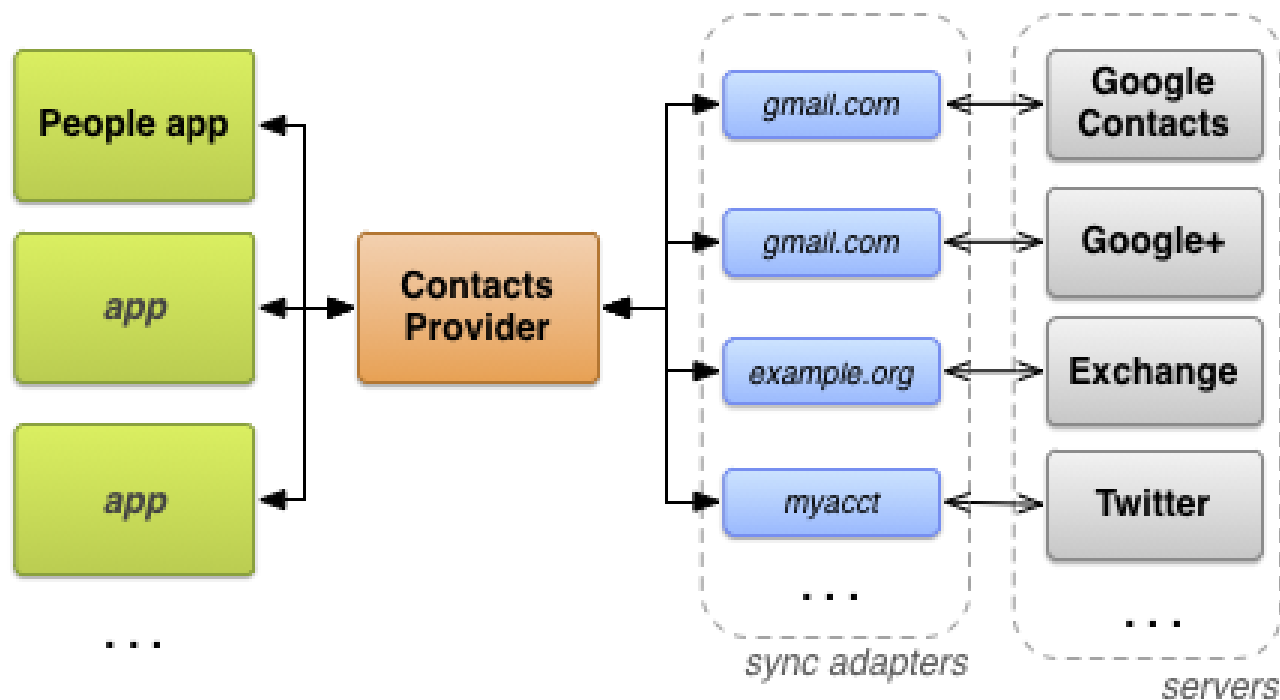 People app
app
app
...
Contacts
Provider
gmail.com
gmail.com
example.org
myacct
...
sync adapters
Google
Contacts
Google+
Exchange
Twitter
...
servers